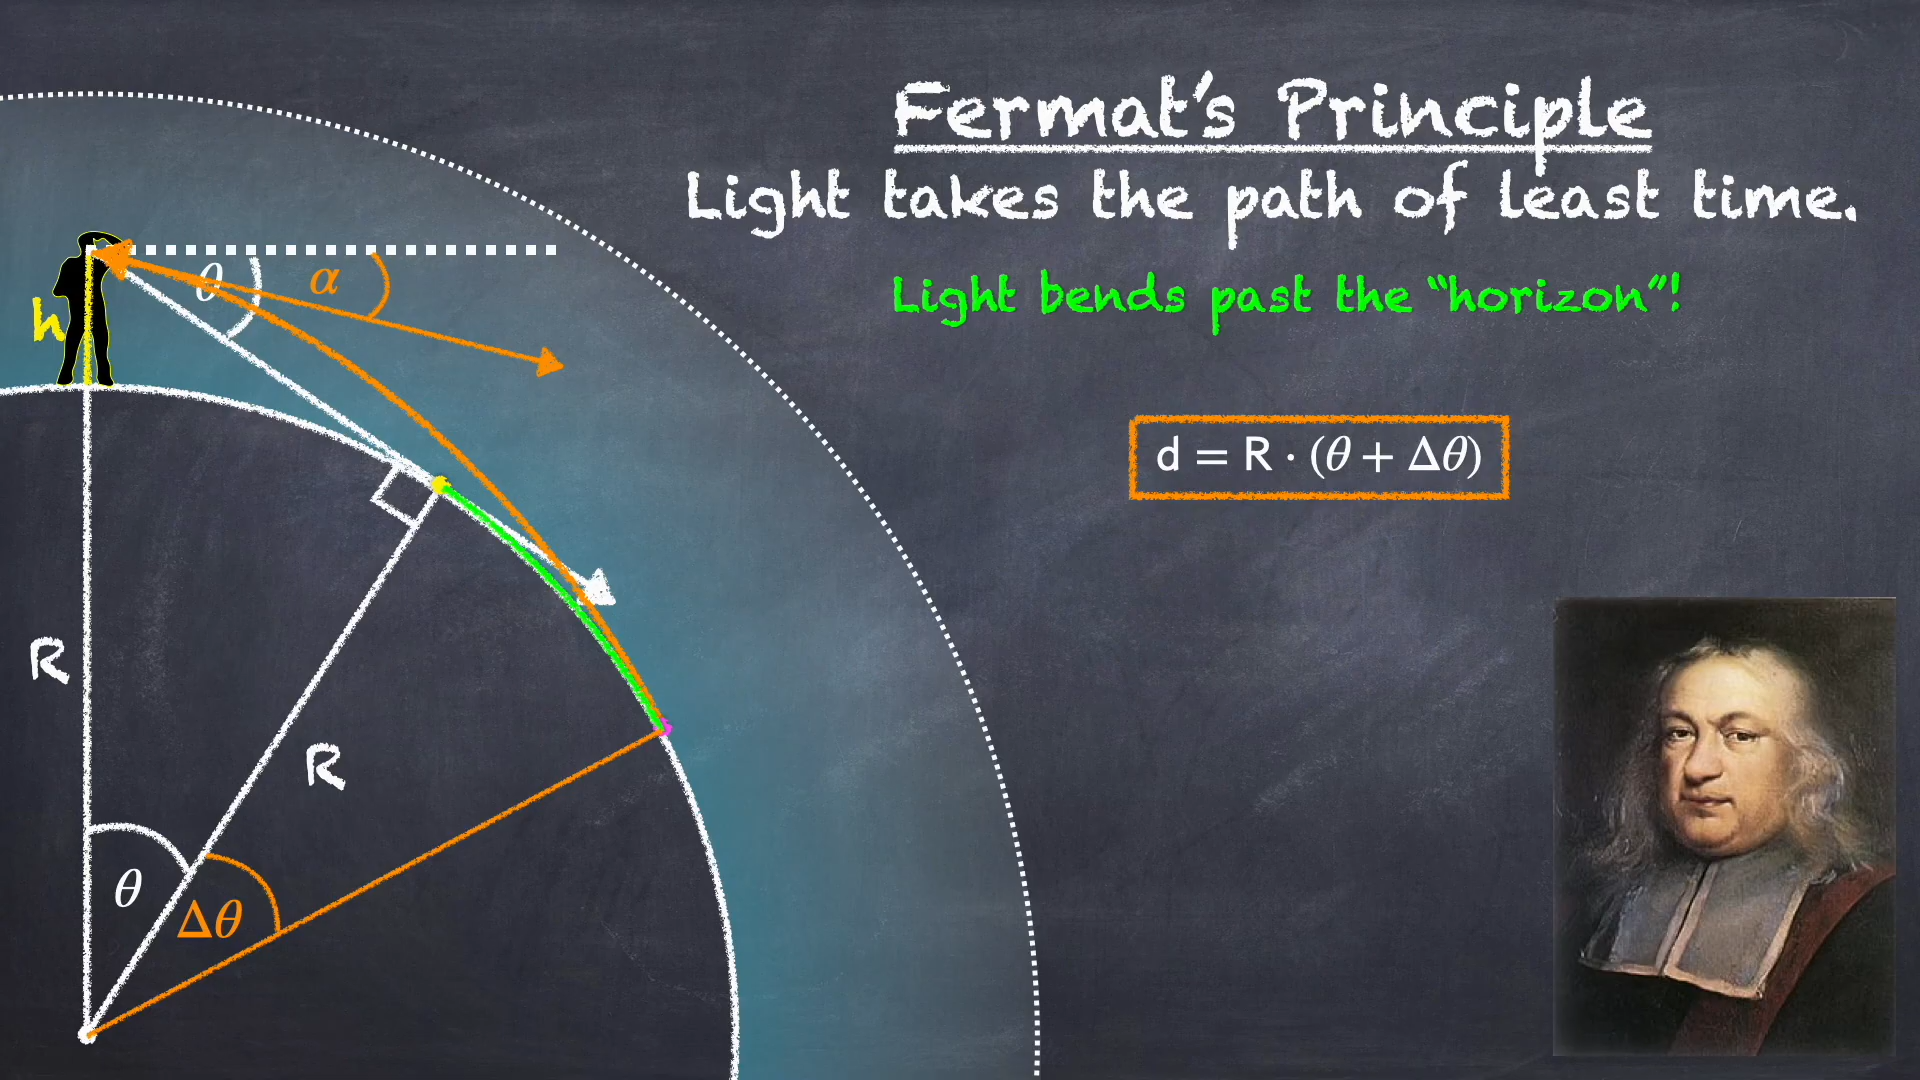 Fermat's Principle
Light takes the path of least time.
Light bends past the “horizon”!
θ
α
h
d = R · (θ + Δθ)
R
R
θ
Δθ